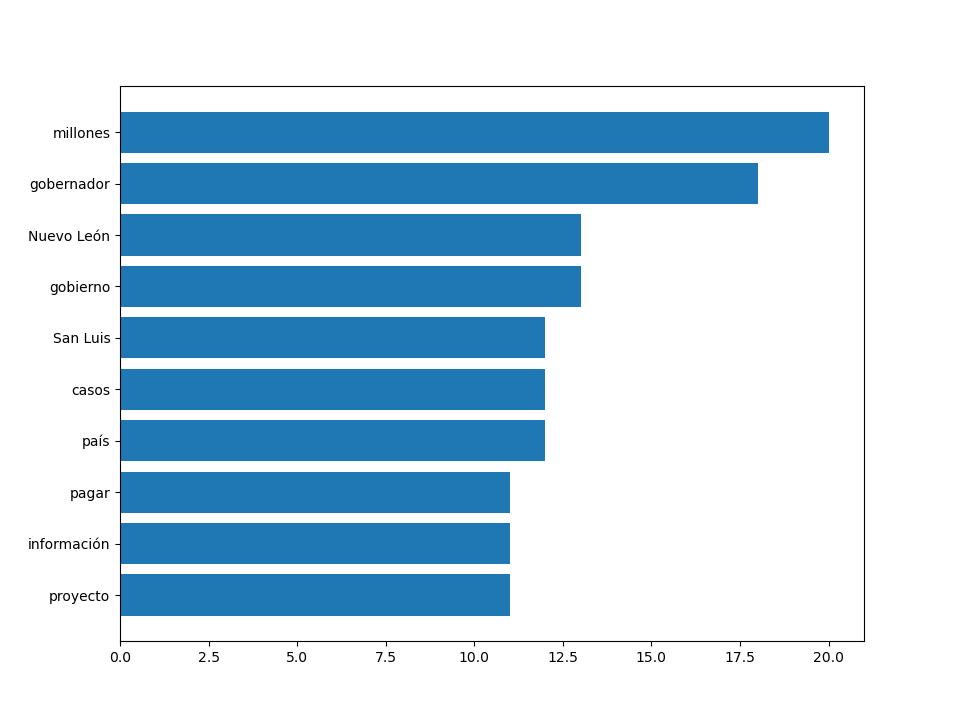 millones
gobernador
Nuevo León
gobierno
San Luis
casos
país
pagar
información
proyecto
0.0 2.5 5.0 7.5 10.0 12.5 15.0 17.5 20.0